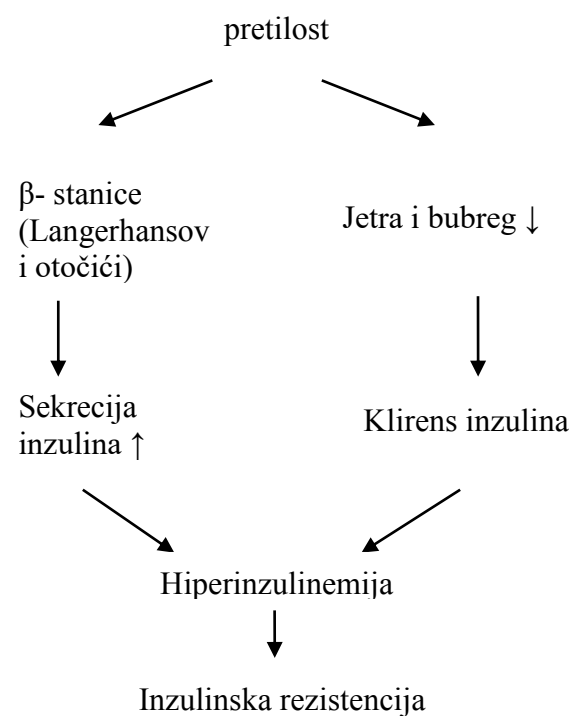 pretilost
β- stanice
(Langerhansov
i otočići)
Jetra i bubreg ↓
Sekrecija
inzulina ↑
Klirens inzulina
Hiperinzulinemija
Inzulinska rezistencija